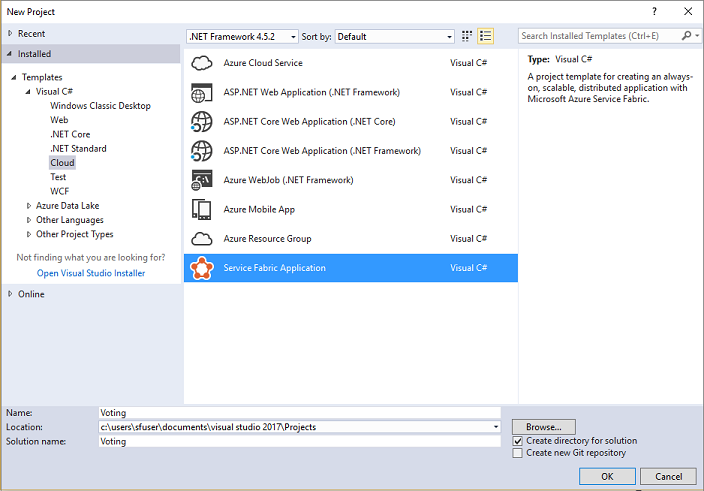 New Project
Recent
Installed
Templates
Visual C#
Windows Classic Desktop
Web
.NET Core
.NET Standard
Cloud
Test
WCF
Azure Data Lake
Other Languages
Other Project Types
Not finding what you are looking for?
Open Visual Studio Installer
Online
.NET Framework 4.5.2 Sort by: Default
Azure Cloud Service Visual C#
ASP.NET Web Application (.NET Framework) Visual C#
ASP.NET Core Web Application (.NET Core) Visual C#
ASP.NET Core Web Application (.NET Framework) Visual C#
Azure WebJob (.NET Framework) Visual C#
Azure Mobile App Visual C#
Azure Resource Group Visual C#
Service Fabric Application Visual C#
Search Installed Templates (Ctrl+E)
Type: Visual C#
A project template for creating an always-
on, scalable, distributed application with
Microsoft Azure Service Fabric.
Name: Voting
Location: c:\users\sfuser\documents\visual studio 2017\Projects
Solution name: Voting
Browse...
Create directory for solution
Create new Git repository
OK Cancel